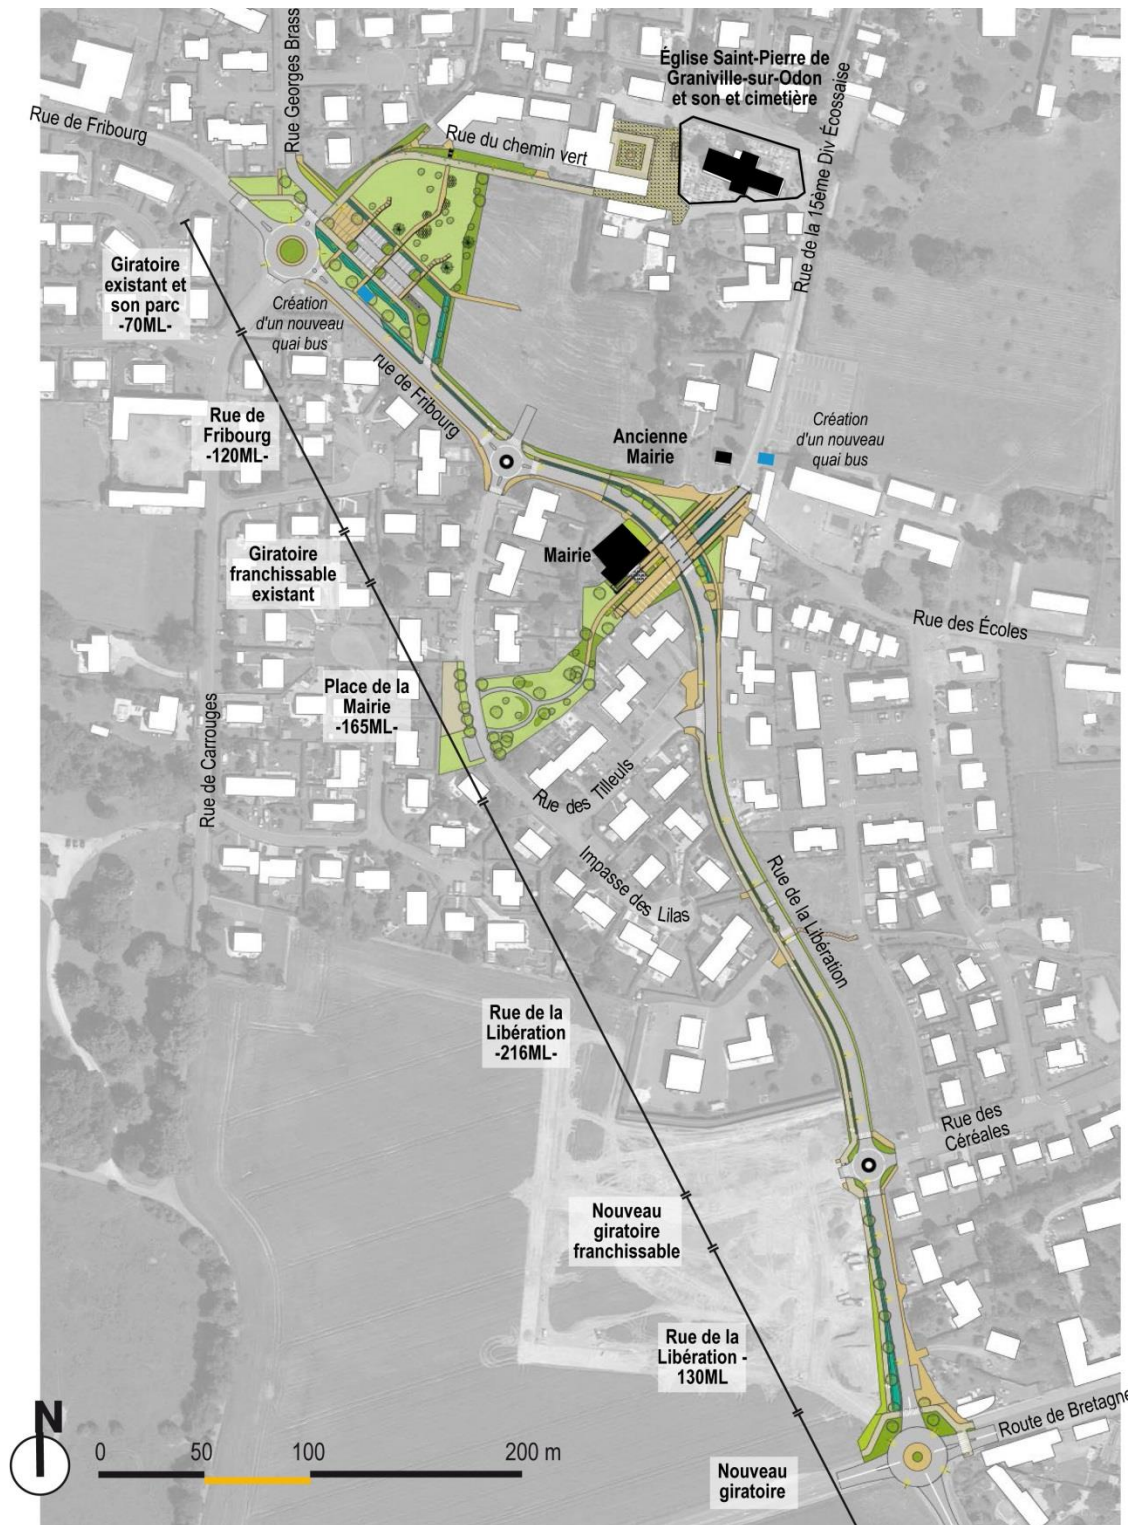 Église Saint-Pierre de
Graniville-sur-Odon
et son et cimetière
Rue Georges Brass
Rue de Fribourg
Rue du chemin vert
Rue de la 15ème Div Écossaise
Giratoire
existant et
son parc
-70ML-
Création
d'un nouveau
quai bus
rue de Fribourg
Rue de
Fribourg
-120ML-
Ancienne
Mairie
Création
d'un nouveau
quai bus
Giratoire
franchissable
existant
Mairie
Rue des Écoles
Place de la
Mairie
-165ML-
Rue de Carrouges
Rue des Tilleuls
Impasse des Lilas
Rue de la Libération
Rue de la
Libération
-216ML-
Rue des
Céréales
Nouveau
giratoire
franchissable
Rue de la
Libération -
130ML
Route de Bretagne
Nouveau
giratoire
N
0 50 100 200 m